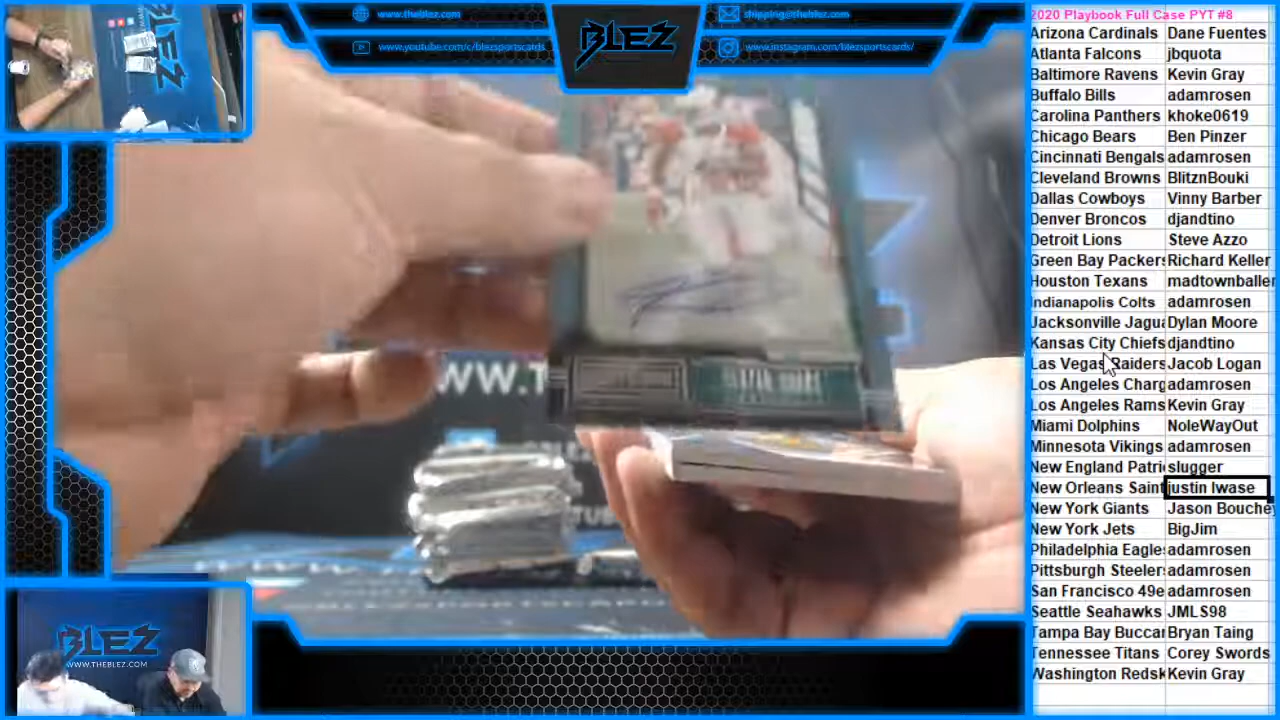 www.theblez.com
shipping@theblez.com
www.youtube.com/c/blezsportscards
www.instagram.com/blezsportscards/
BLEZ
2020 Playbook Full Case PYT #8
Arizona Cardinals Dane Fuentes
Atlanta Falcons jbquota
Baltimore Ravens Kevin Gray
Buffalo Bills adamrosen
Carolina Panthers khoke0619
Chicago Bears Ben Pinzer
Cincinnati Bengals adamrosen
Cleveland Browns BlitznBouki
Dallas Cowboys Vinny Barber
Denver Broncos djandtino
Detroit Lions Steve Azzo
Green Bay Packers Richard Keller
Houston Texans madtownballer
Indianapolis Colts adamrosen
Jacksonville Jagua Dylan Moore
Kansas City Chiefs djandtino
Las Vegas Raiders Jacob Logan
Los Angeles Charg adamrosen
Los Angeles Rams Kevin Gray
Miami Dolphins NoleWayOut
Minnesota Vikings adamrosen
New England Patri slugger
New Orleans Saint justin Iwase
New York Giants Jason Bouchey
New York Jets BigJim
Philadelphia Eagle adamrosen
Pittsburgh Steelers adamrosen
San Francisco 49e adamrosen
Seattle Seahawks JMLS98
Tampa Bay Buccar Bryan Taing
Tennessee Titans Corey Swords
Washington Redsk Kevin Gray
WWW.T
BLEZ
BLEZ
WWW.THEBLEZ.COM